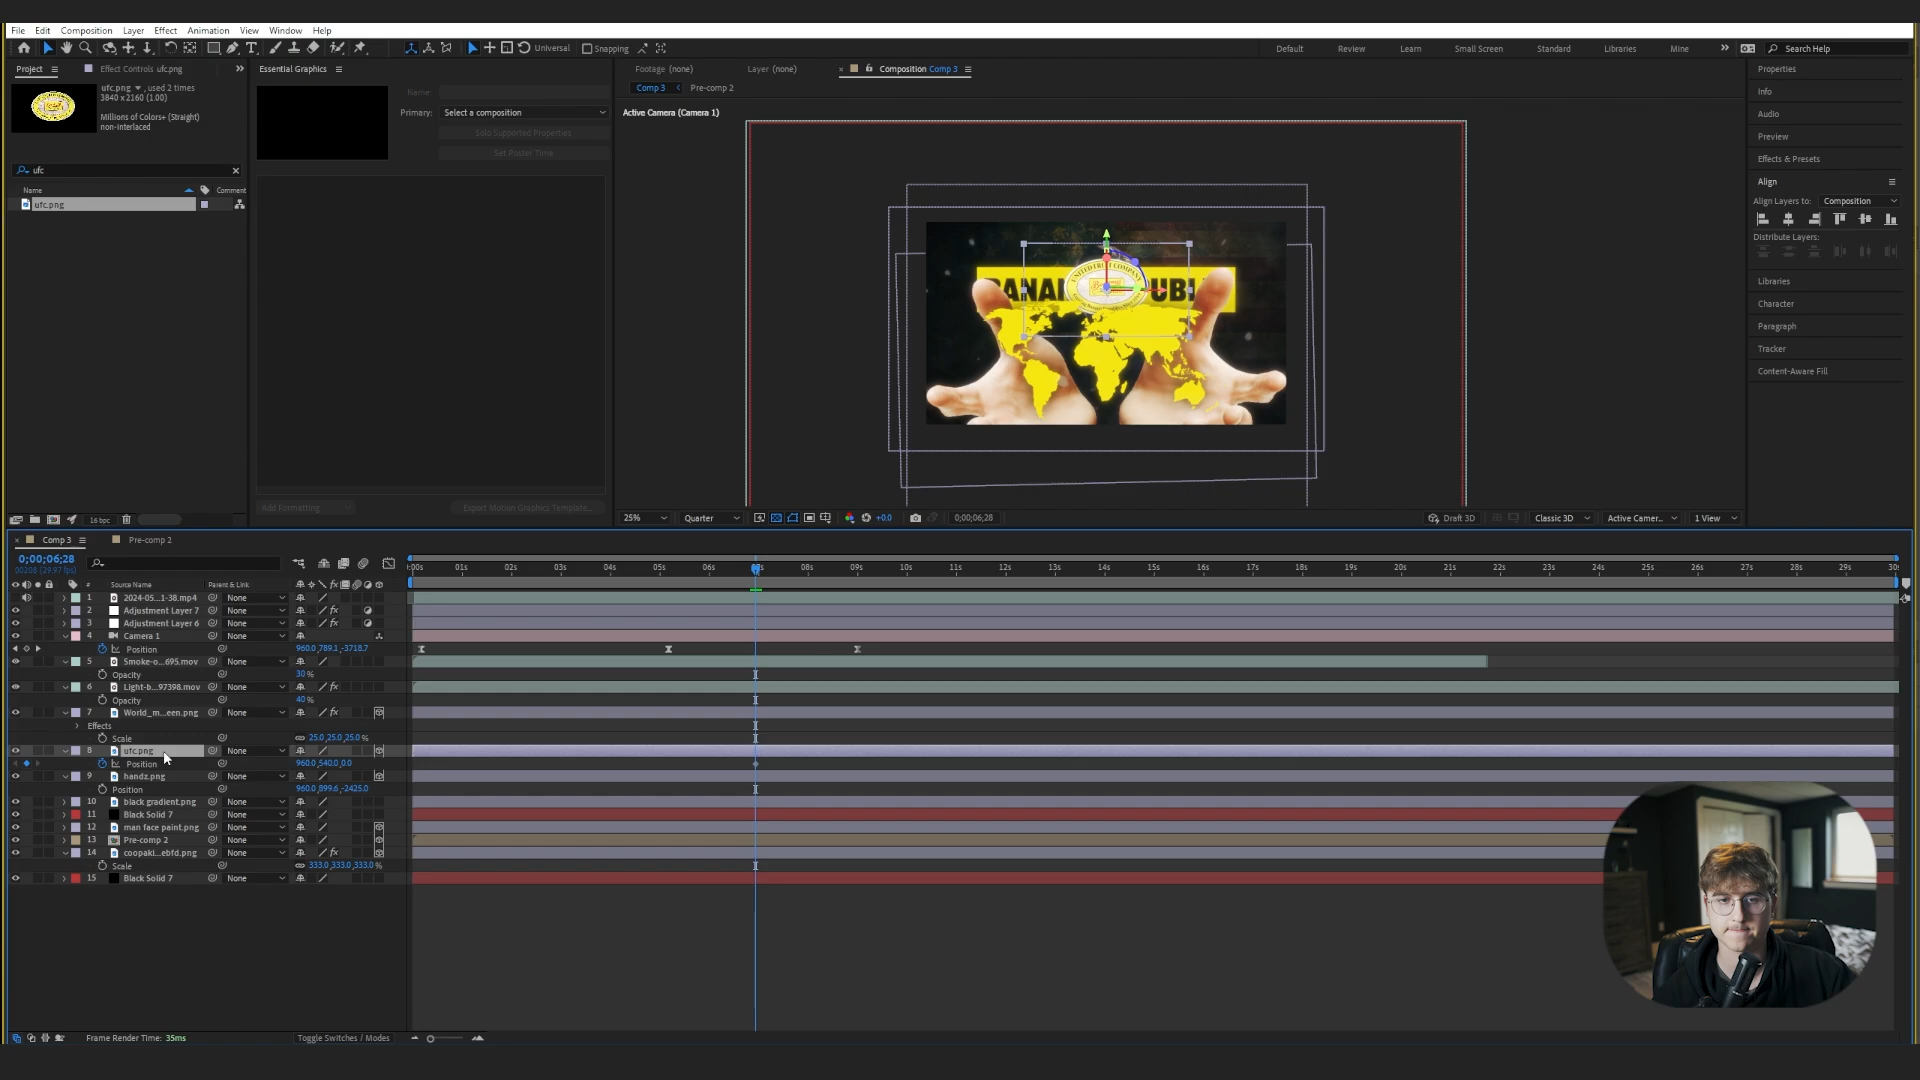 File Edit Composition Layer Effect Animation View Window Help
Universal Snapping Default Review Learn Small Screen Standard Libraries Mine Search Help
Project Effect Controls ufc.png
ufc.png , used 2 times
3840 x 2160 (1.00)
Millions of Colors+ (Straight)
non-interlaced
ufc
Name Comment
ufc.png
16 bpc
Essential Graphics
Name:
Primary: Select a composition
Solo Supported Properties
Set Poster Time
Add Formatting Export Motion Graphics Template...
Footage (none) Layer (none) Composition Comp 3
Comp 3 Pre-comp 2
Active Camera (Camera 1)
UNITED FRUIT COMPANY
25% Quarter +0.0 0;00;06;28 Draft 3D Classic 3D Active Camer... 1 View
Properties
Info
Audio
Preview
Effects & Presets
Align
Align Layers to: Composition
Distribute Layers:
Libraries
Character
Paragraph
Tracker
Content-Aware Fill
Comp 3 Pre-comp 2
0;00;06;28
00208 (29.97 fps)
# Source Name Parent & Link
:00s 01s 02s 03s 04s 05s 06s 10s 11s 12s 13s 14s 15s 16s 17s 18s 19s 20s 21s 22s 23s 24s 25s 26s 27s 28s 29s 30s
1 2024-05...1-38.mp4 None
2 Adjustment Layer 7 None
3 Adjustment Layer 6 None
4 Camera 1 None
Position 960.0,789.1,-3718.7
5 Smoke-o...695.mov None
Opacity 30 %
6 Light-b...97398.mov None
Opacity 40 %
7 World_m...een.png None
Effects
Scale 25.0,25.0,25.0 %
8 ufc.png None
Position 960.0,540.0,0.0
9 handz.png None
Position 960.0,899.6,-2425.0
10 black gradient.png None
11 Black Solid 7 None
12 man face paint.png None
13 Pre-comp 2 None
14 coopaki...ebfd.png None
Scale 333.0,333.0,333.0 %
15 Black Solid 7 None
Frame Render Time: 35ms Toggle Switches / Modes